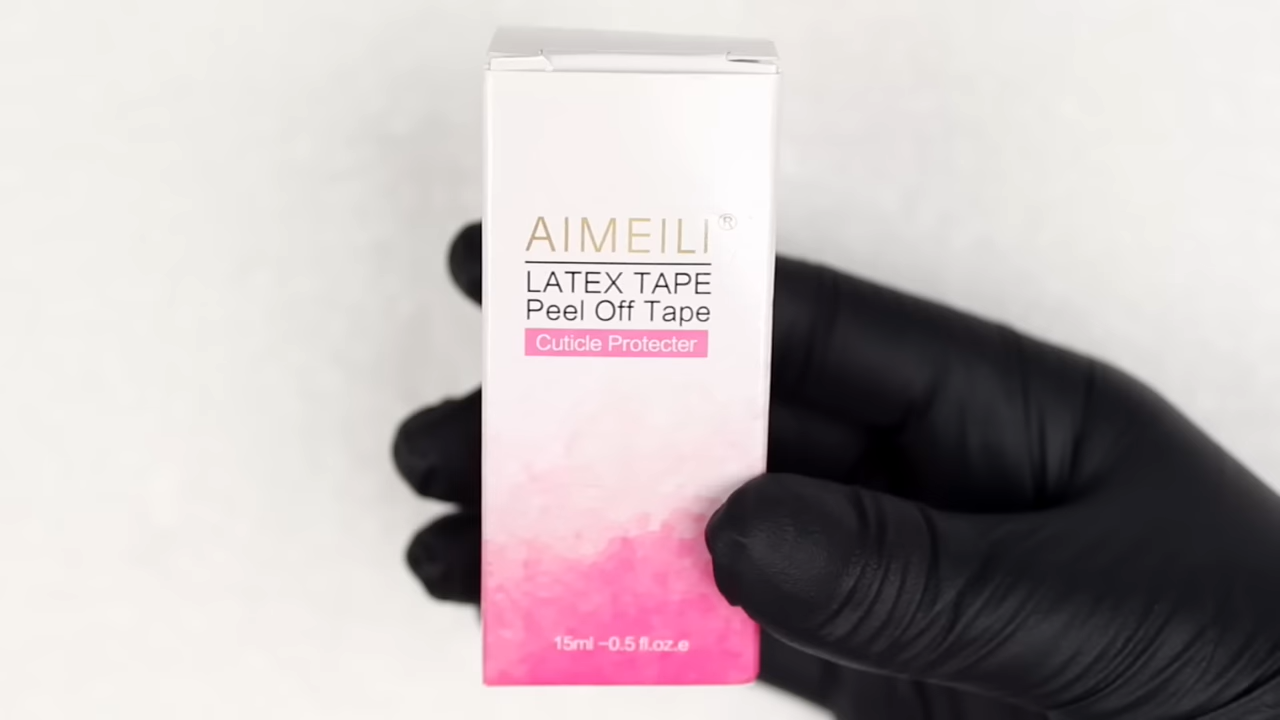 AIMEILI®
LATEX TAPE
Peel Off Tape
Cuticle Protecter
15ml -0.5 fl.oz.e